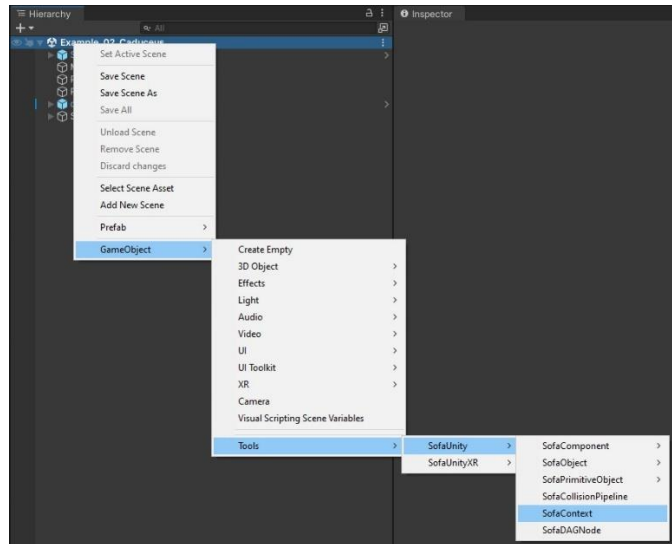 Hierarchy
All
Example_02_Caduceus
Set Active Scene
Save Scene
Save Scene As
Save All
Unload Scene
Remove Scene
Discard changes
Select Scene Asset
Add New Scene
Prefab
GameObject
Create Empty
3D Object
Effects
Light
Audio
Video
UI
UI Toolkit
XR
Camera
Visual Scripting Scene Variables
Tools
SofaUnity
SofaUnityXR
SofaComponent
SofaObject
SofaPrimitiveObject
SofaCollisionPipeline
SofaContext
SofaDAGNode
Inspector